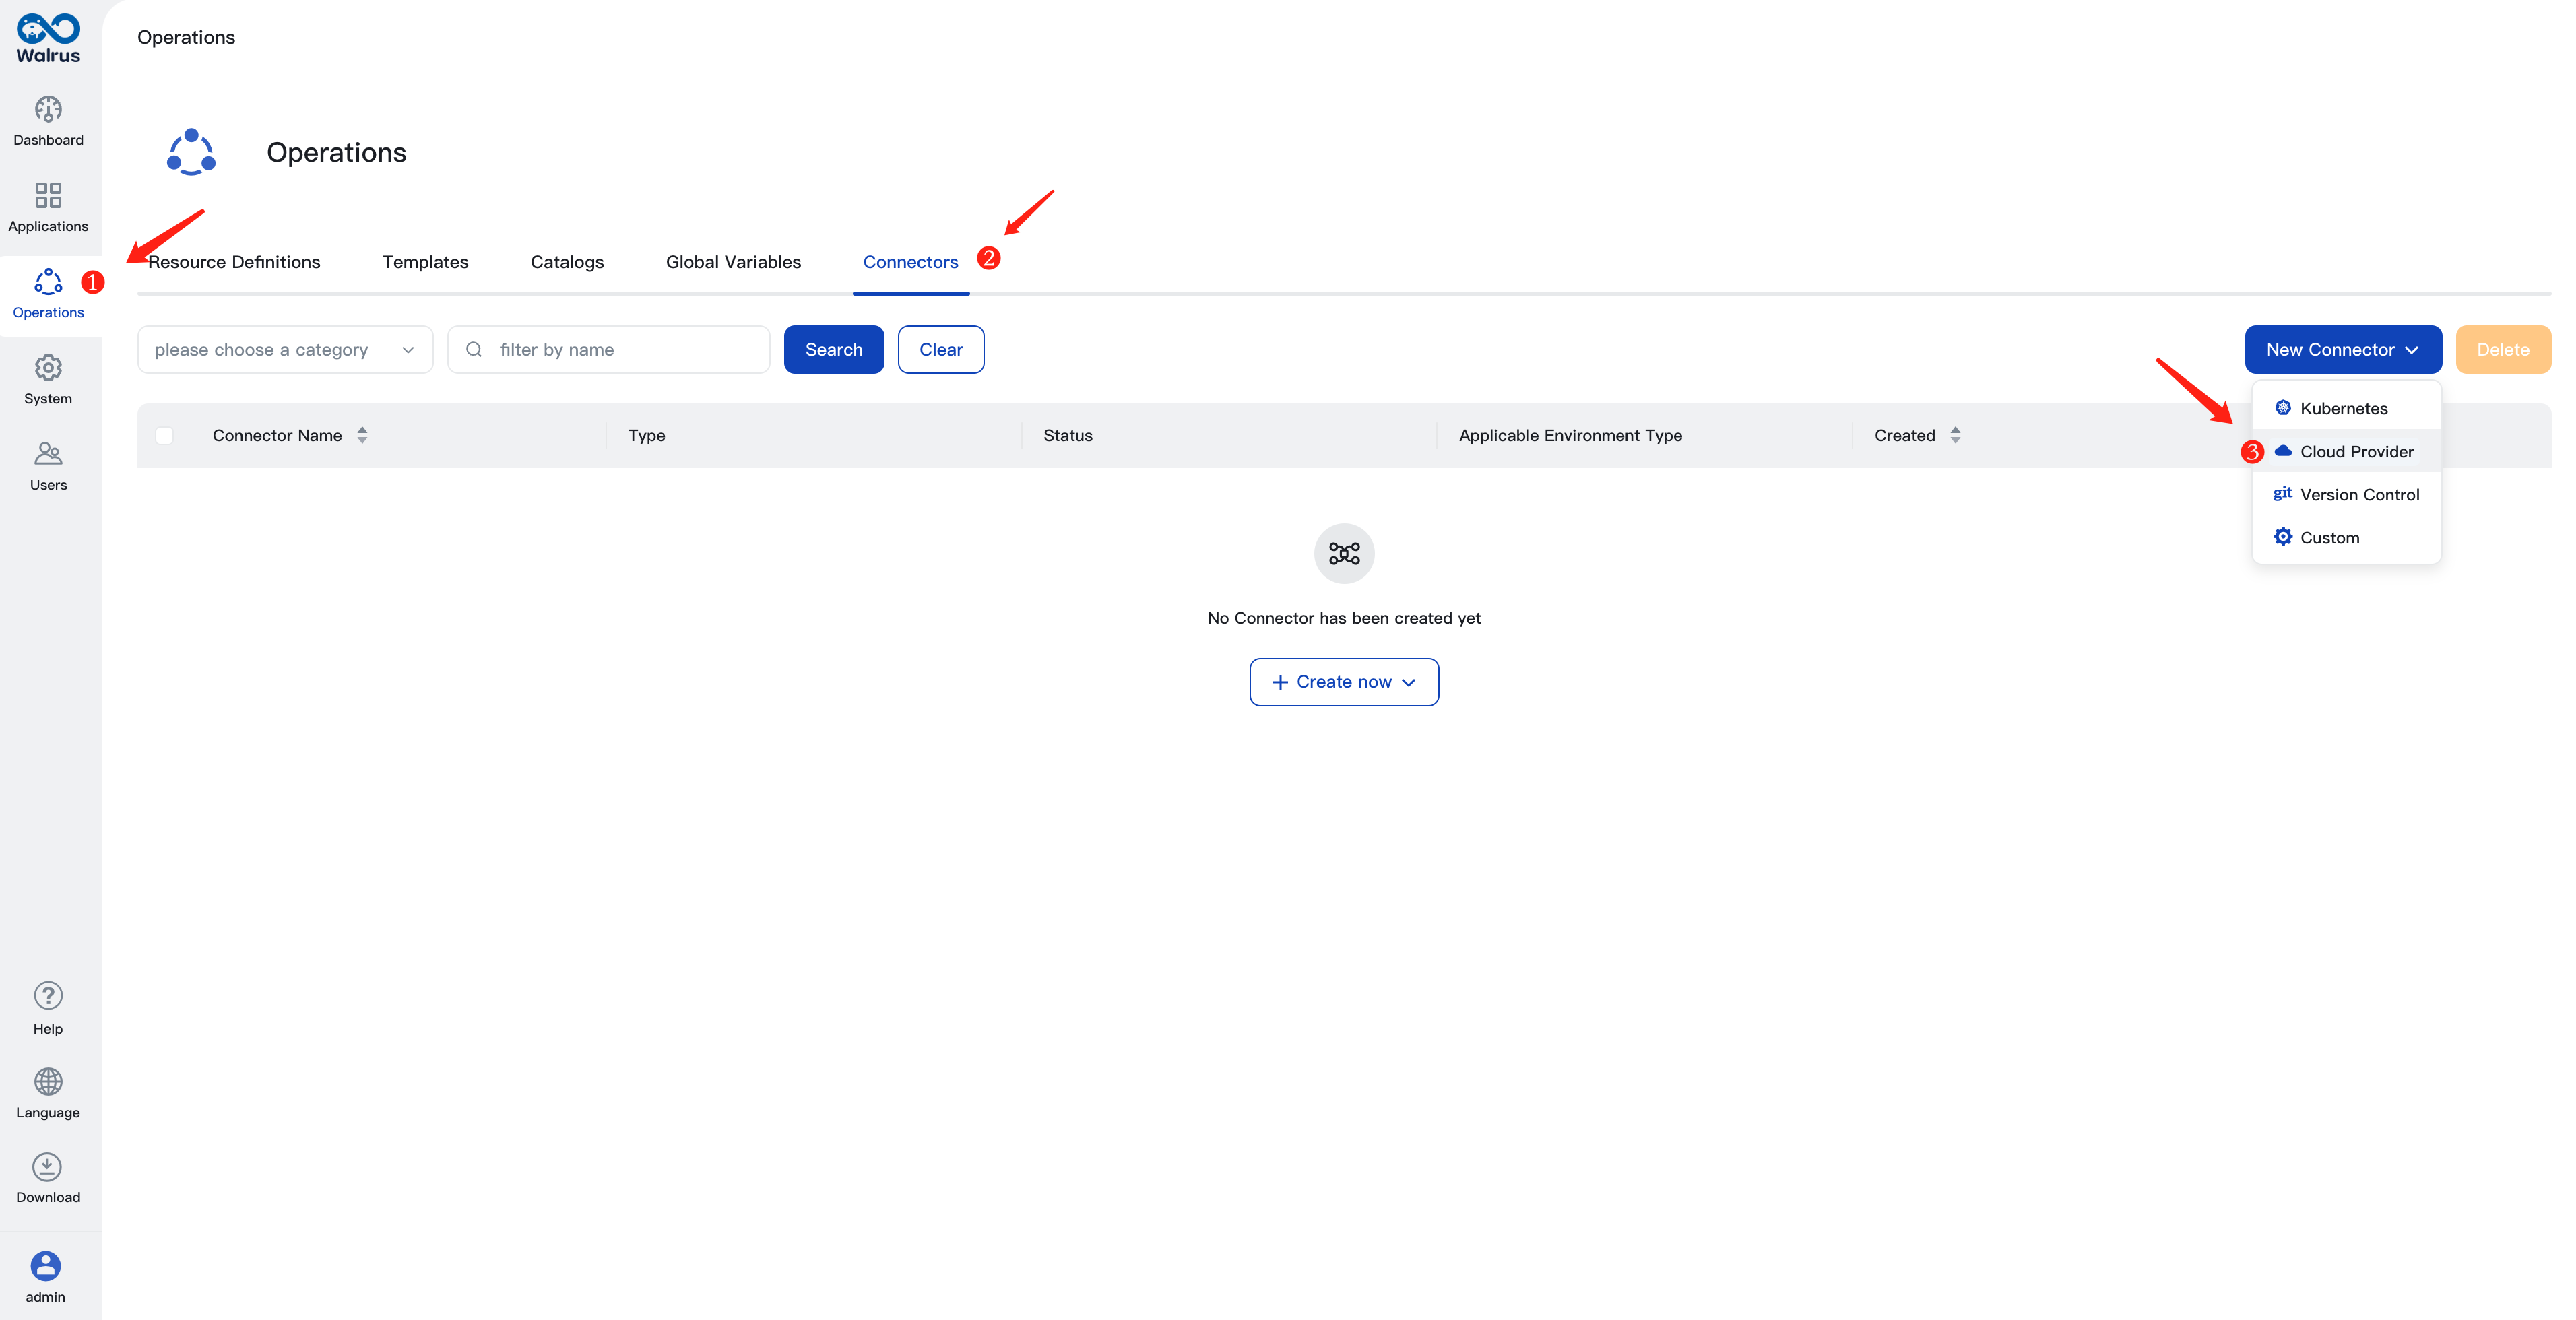 Walrus
Dashboard
Applications
1
Operations
System
Users
Help
Language
Download
admin
Operations
Operations
Resource Definitions
Templates
Catalogs
Global Variables
Connectors
2
please choose a category
filter by name
Search
Clear
New Connector
Delete
Kubernetes
3
Cloud Provider
git Version Control
Custom
Connector Name
Type
Status
Applicable Environment Type
Created
No Connector has been created yet
Create now